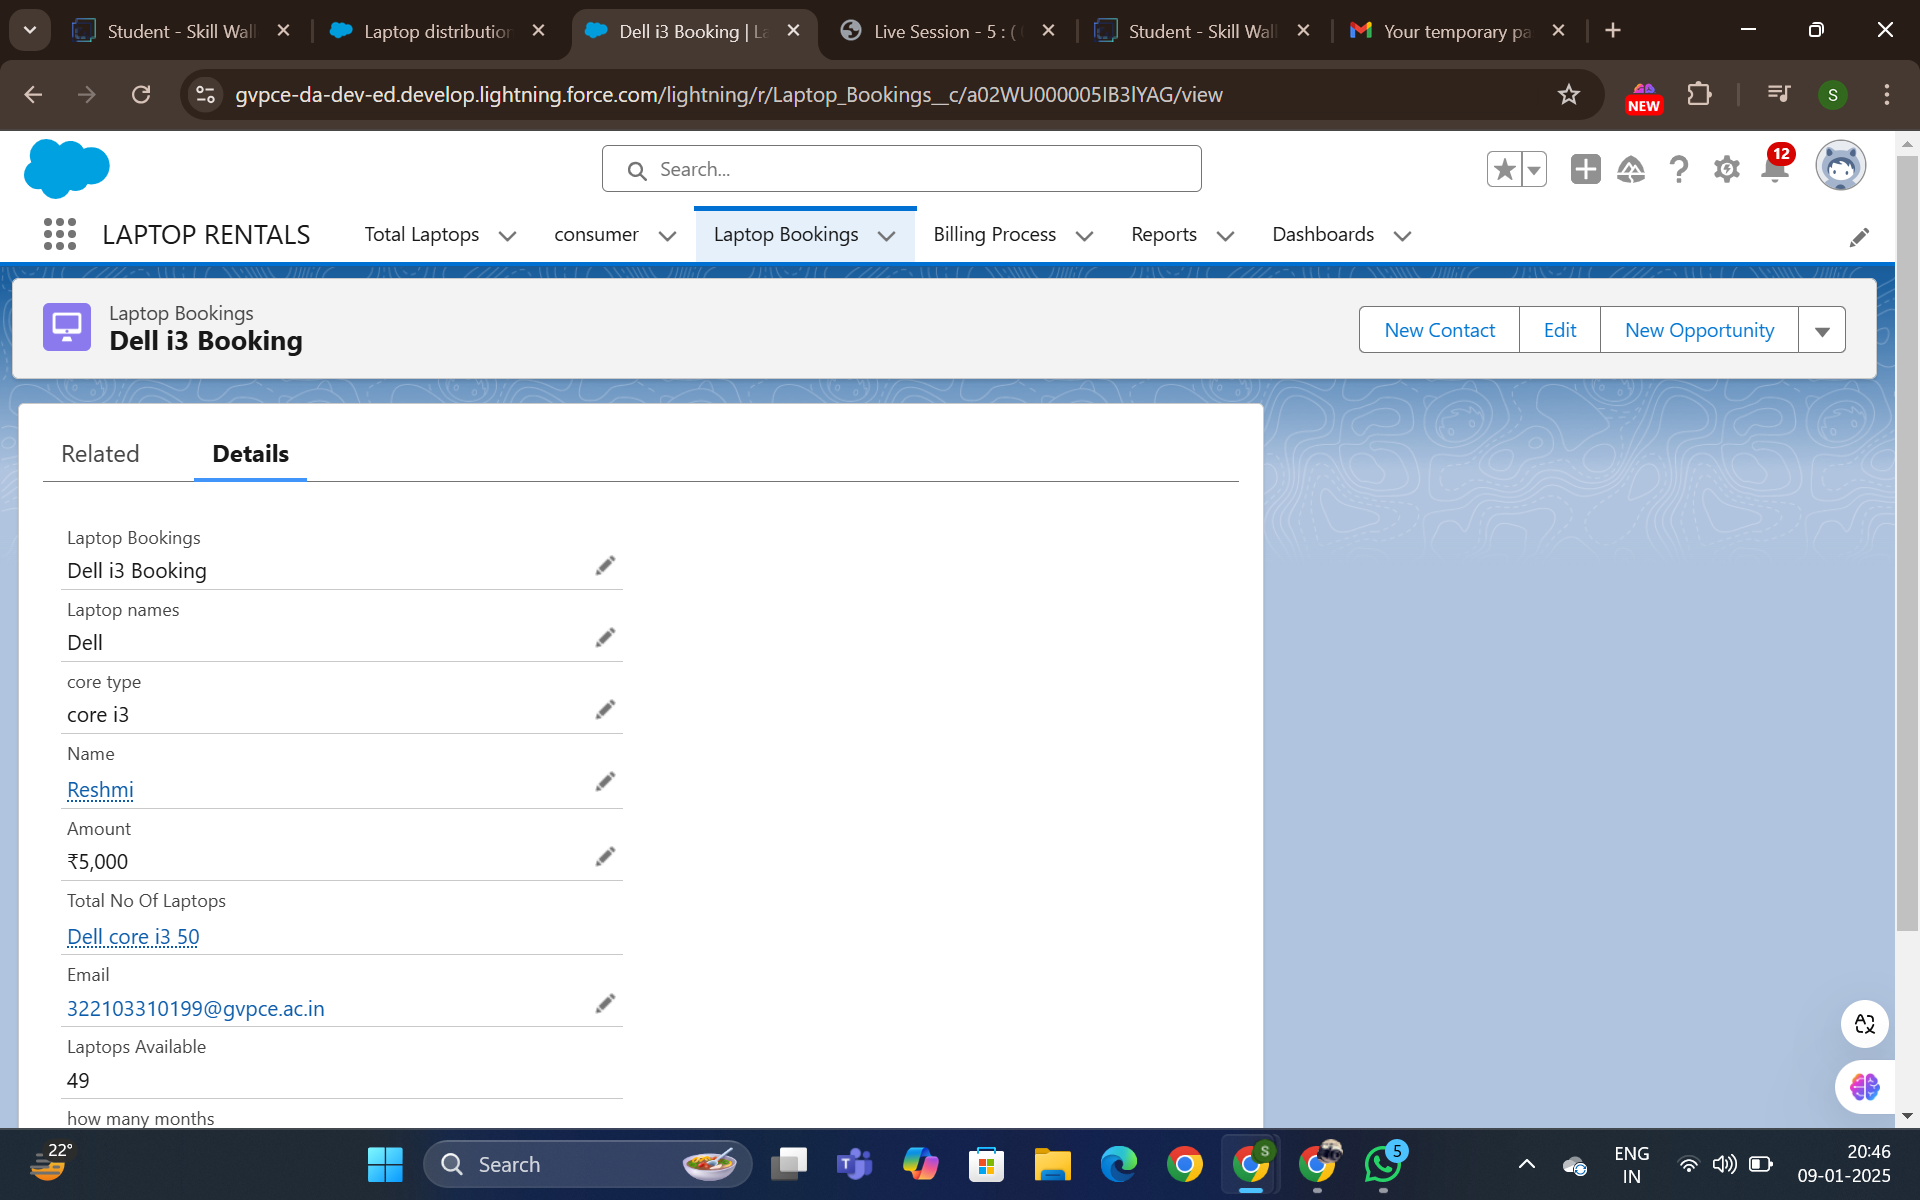 Student - Skill Wall
Laptop distribution
Dell i3 Booking | La
Live Session - 5 : (
Student - Skill Wall
Your temporary pa
gvpce-da-dev-ed.develop.lightning.force.com/lightning/r/Laptop_Bookings__c/a02WU000005IB3lYAG/view
NEW
S
Search...
12
LAPTOP RENTALS
Total Laptops
consumer
Laptop Bookings
Billing Process
Reports
Dashboards
Laptop Bookings
Dell i3 Booking
New Contact
Edit
New Opportunity
Related
Details
Laptop Bookings
Dell i3 Booking
Laptop names
Dell
core type
core i3
Name
Reshmi
Amount
₹5,000
Total No Of Laptops
Dell core i3 50
Email
322103310199@gvpce.ac.in
Laptops Available
49
how many months
22°
Search
S
5
ENG
IN
20:46
09-01-2025